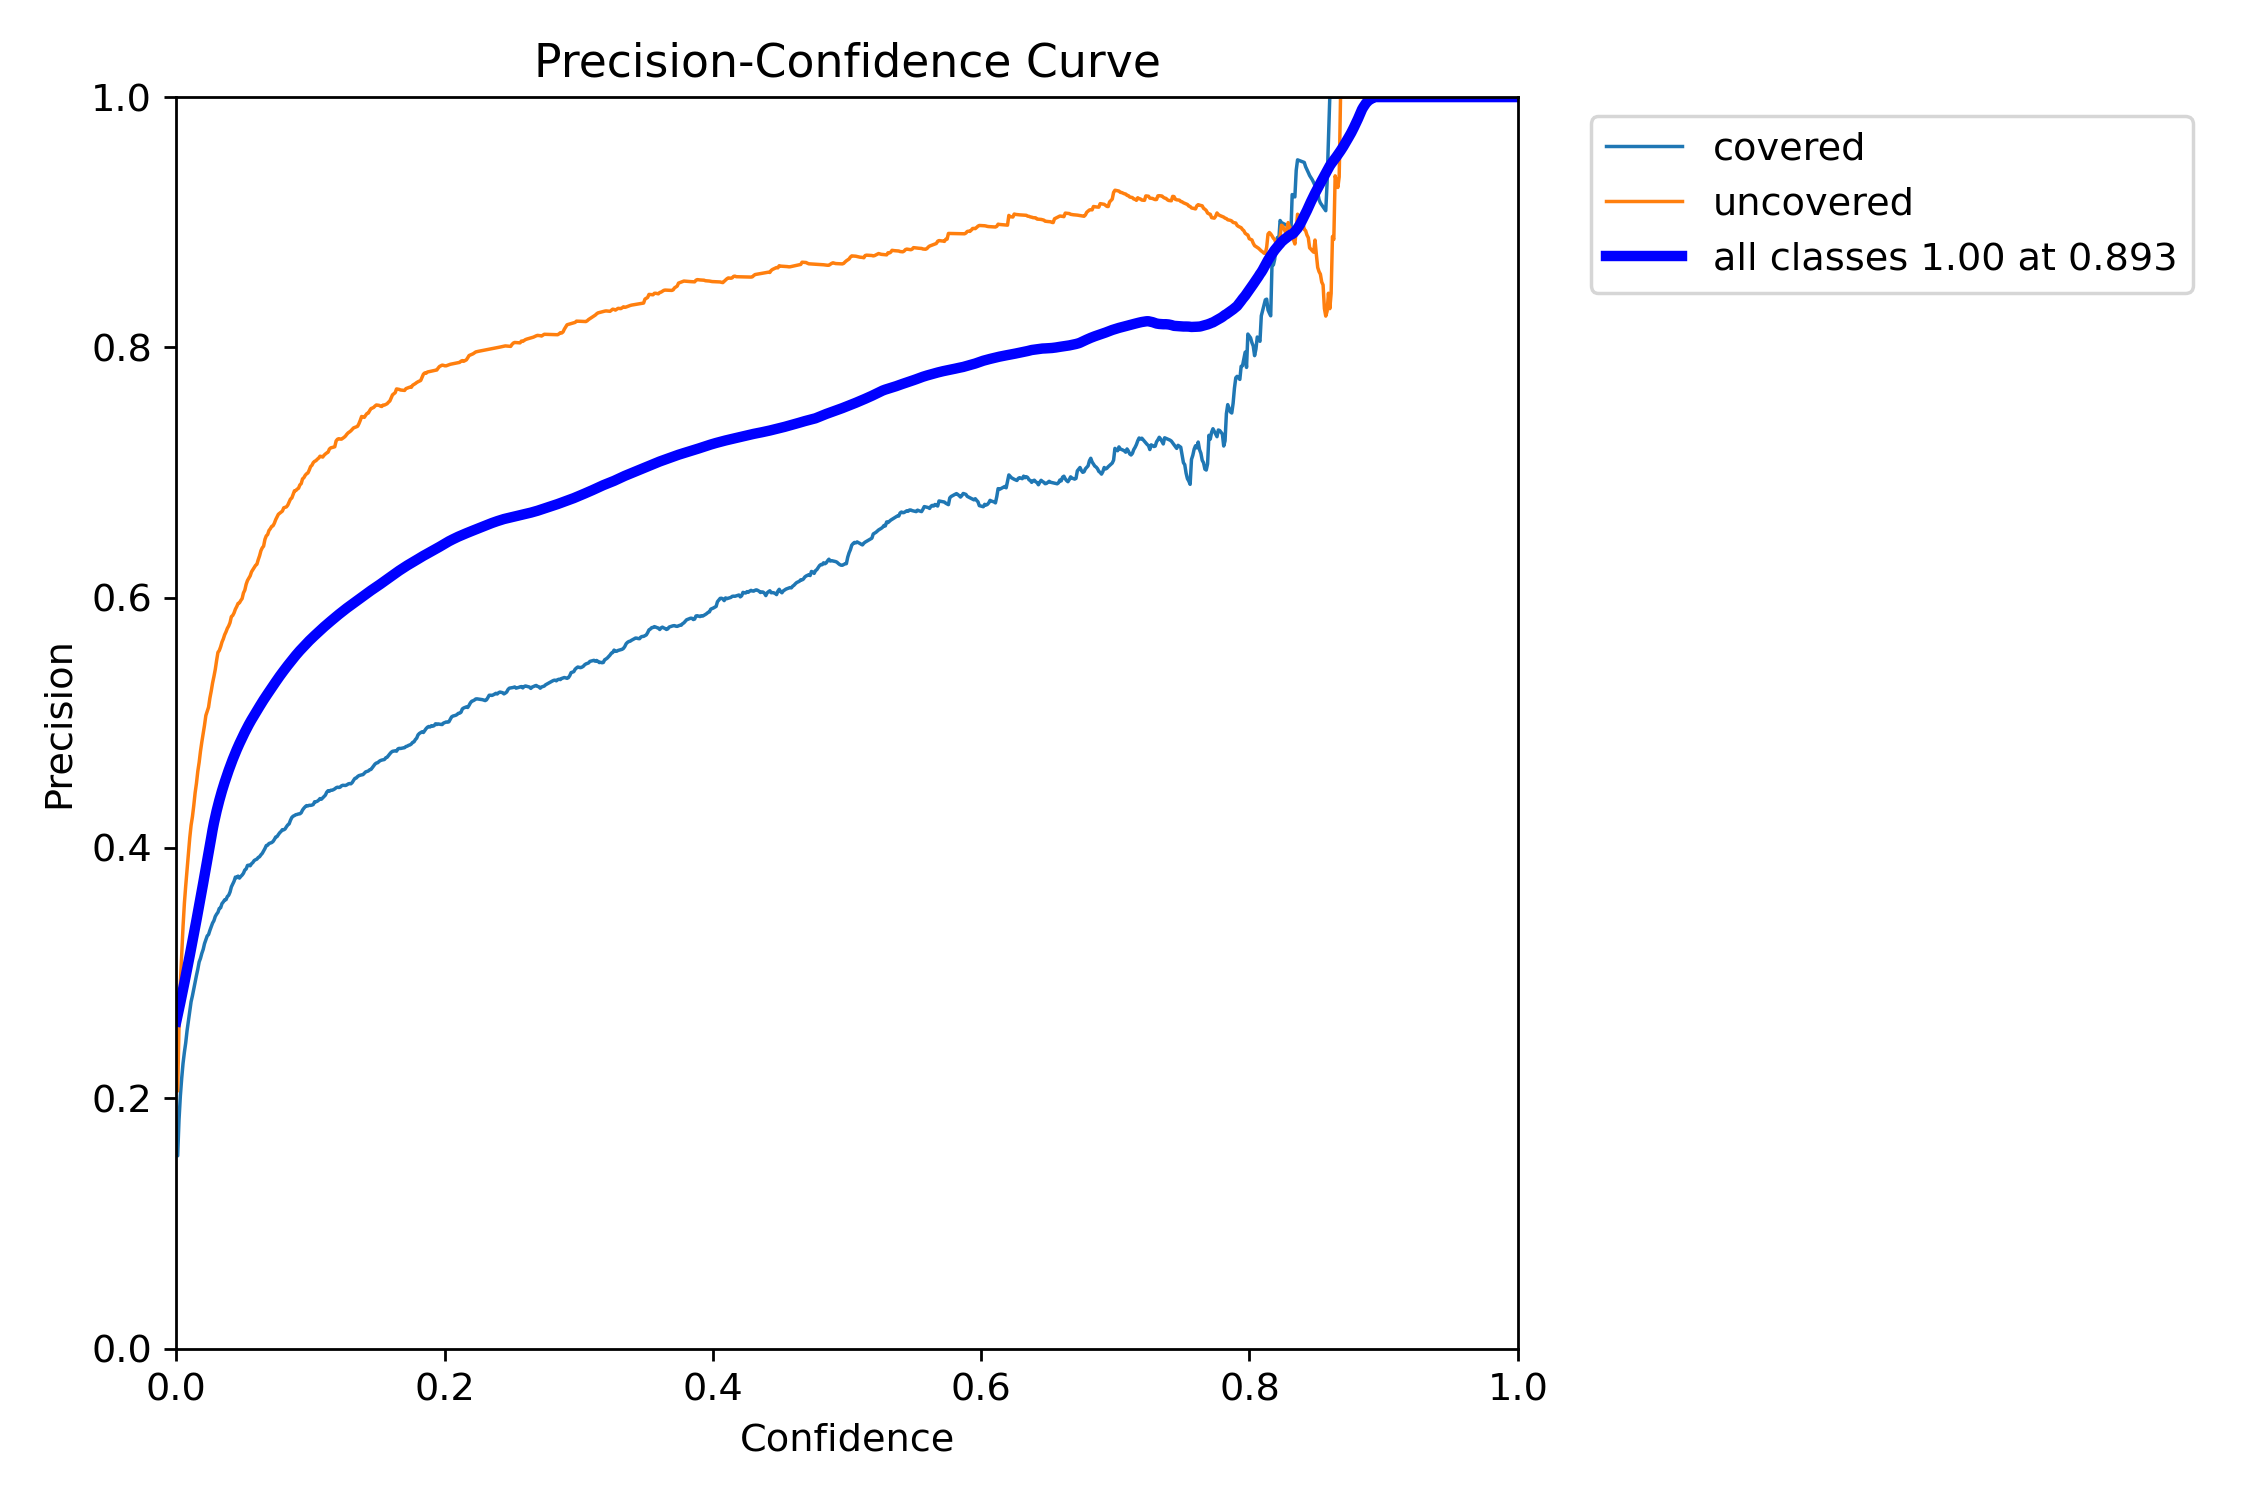 Precision-Confidence Curve
1.0
0.8
0.6
0.4
0.2
0.0
Precision
0.0 0.2 0.4 0.6 0.8 1.0
Confidence
covered
uncovered
all classes 1.00 at 0.893